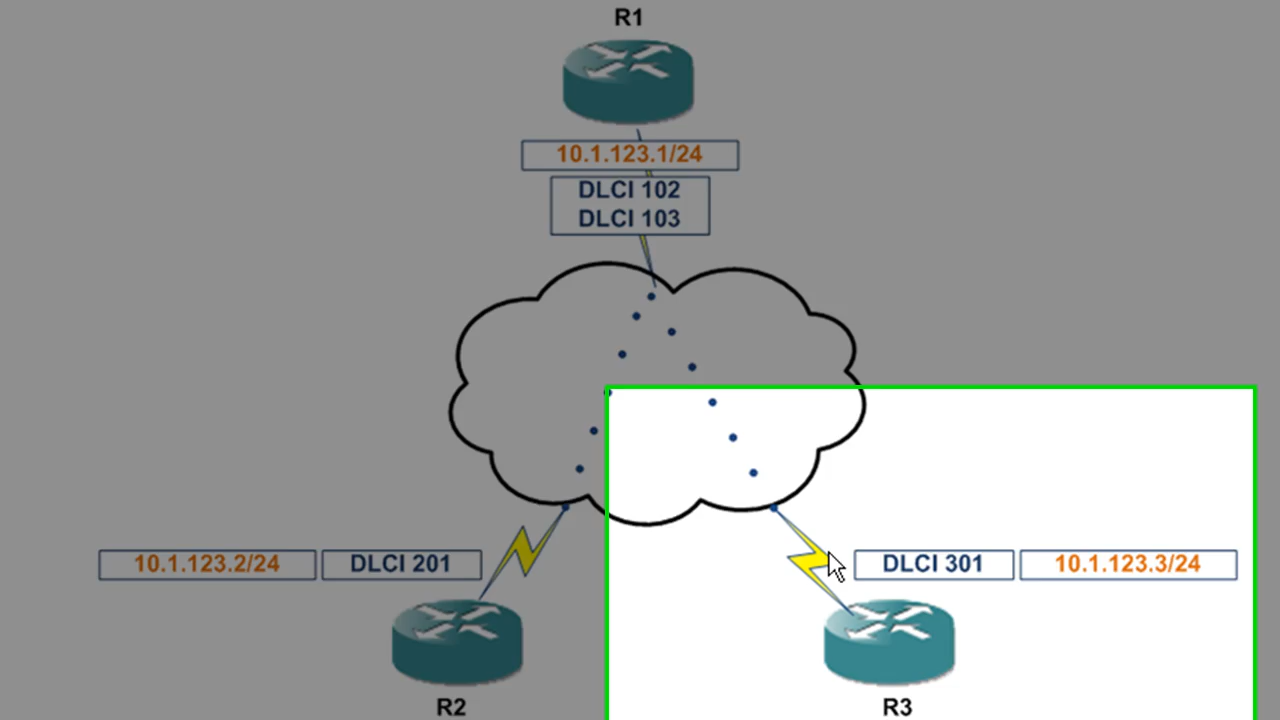 R1
10.1.123.1/24
DLCI 102
DLCI 103
10.1.123.2/24
DLCI 201
DLCI 301
10.1.123.3/24
R2
R3